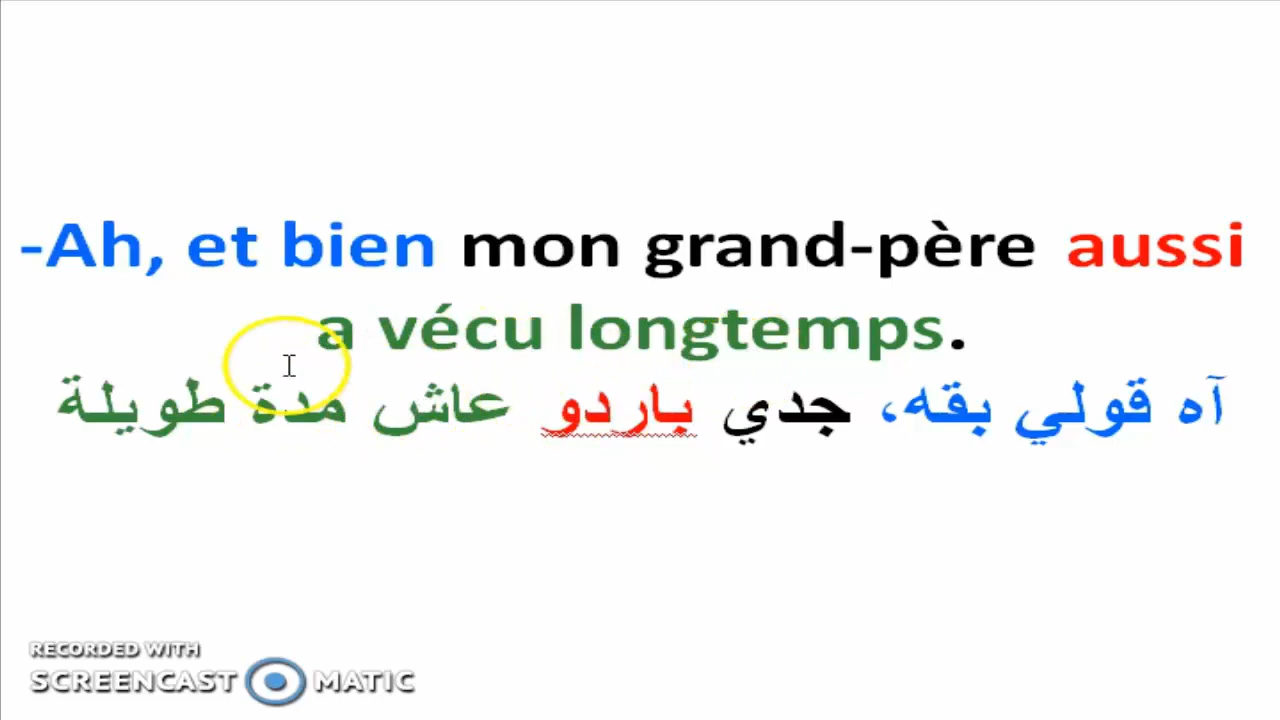 -Ah, et bien mon grand-père aussi
a vécu longtemps.
آه قولي بقه، جدي باردو عاش مدة طويلة
RECORDED WITH
SCREENCAST MATIC